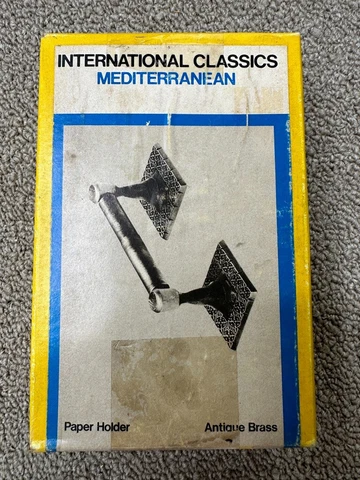 INTERNATIONAL CLASSICS
MEDITERRANEAN
Paper Holder Antique Brass